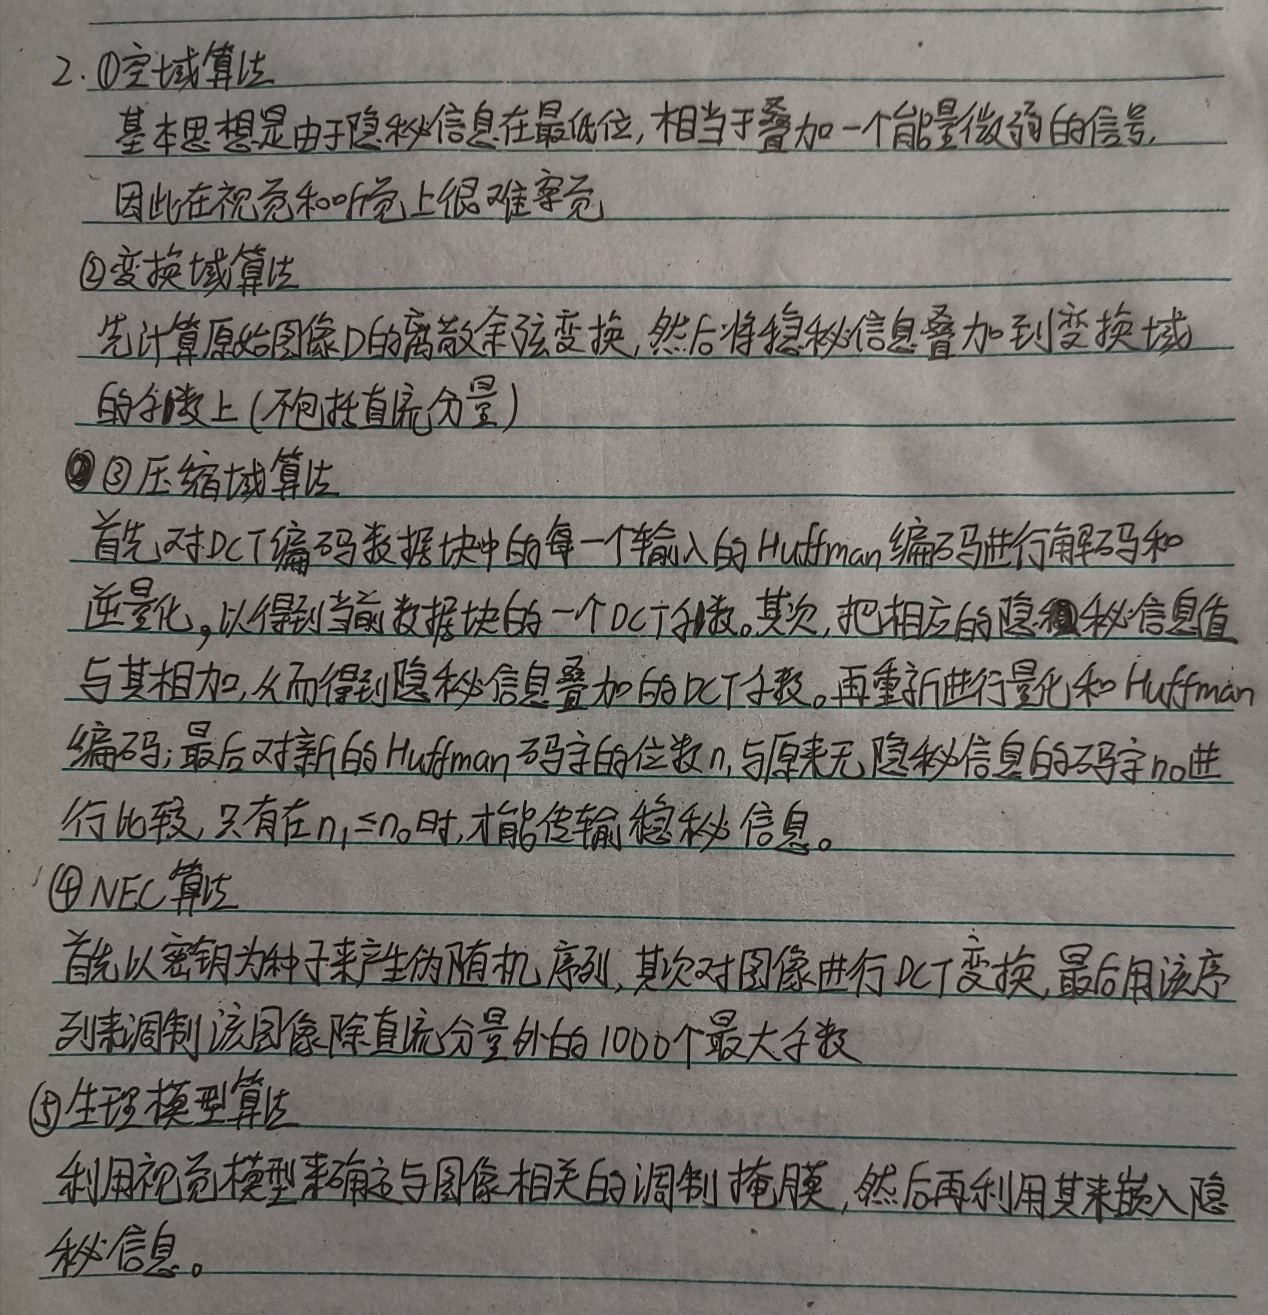 2.①空域算法
基本思想是由于隐秘信息在最低位,相当于叠加一个能量微弱的信号,
因此在视觉和听觉上很难察觉
②变换域算法
先计算原始图像D的离散余弦变换,然后将稳秘信息叠加到变换域
的系数上(不包括直流分量)
③压缩域算法
首先对DCT编码数据块中的每一个输入的Huffman编码进行解码和
逆量化,以得到当前数据块的一个DCT系数。其次,把相应的隐秘信息值
与其相加,从而得到隐秘信息叠加的DCT系数。再重新进行量化和Huffman
编码;最后对新的Huffman码字的位数n,与原来无隐秘信息的码字n₀进
行比较,只有在n₁≤n₀时,才能传输稳秘信息。
④NEC算法
首先以密钥为种子来产生伪随机序列,其次对图像进行DCT变换,最后用该序
列来调制该图像除直流分量外的1000个最大系数
⑤生理模型算法
利用视觉模型来确定与图像相关的调制掩膜,然后再利用其来嵌入隐
秘信息。